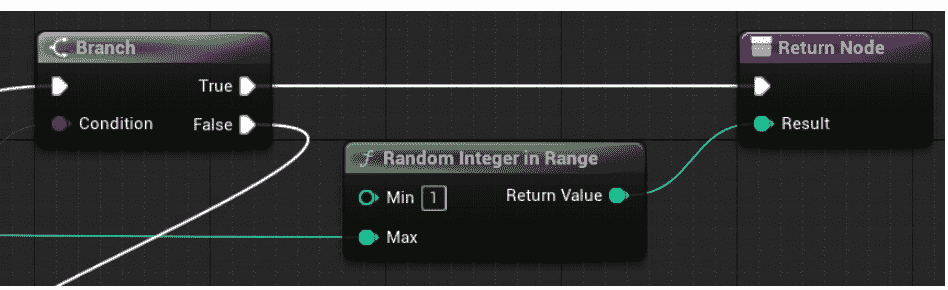 Branch
True
Condition
False
Random Integer in Range
Min 1
Return Value
Max
Return Node
Result